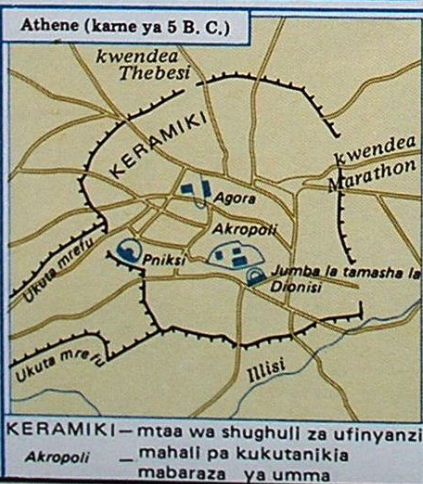 Athene (karne ya 5 B. C.)
kwendea
Thebesi
KERAMIKI
kwendea
Marathon
Agora
Akropoli
Pniksi
Jumba la tamasha la
Dionisi
Ukuta mrefu
Ukuta mrefu
Illisi
KERAMIKI — mtaa wa shughuli za ufinyanzi
Akropoli — mahali pa kukutanikia
mabaraza ya umma